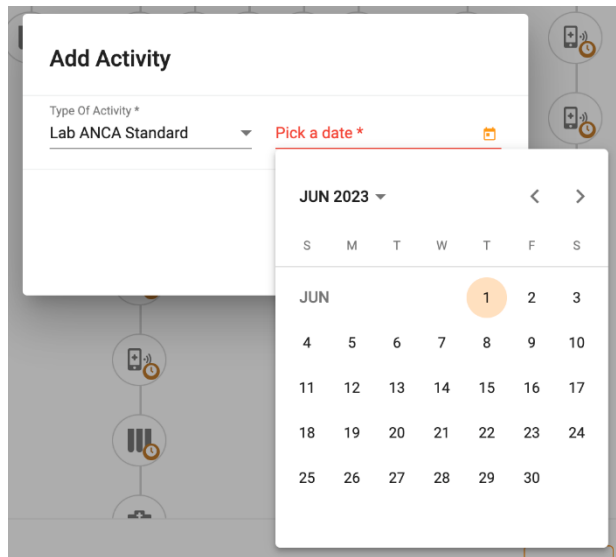 Add Activity
Type Of Activity *
Lab ANCA Standard
Pick a date *
JUN 2023
S M T W T F S
JUN 1 2 3
4 5 6 7 8 9 10
11 12 13 14 15 16 17
18 19 20 21 22 23 24
25 26 27 28 29 30